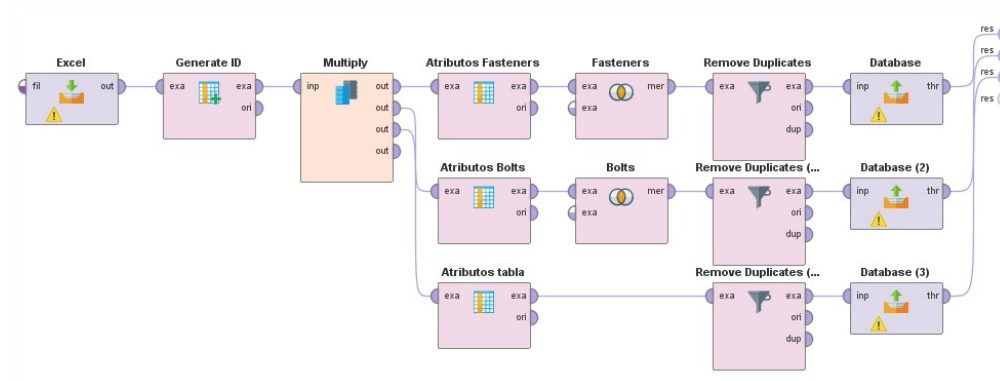 res
res
res
res
Excel
Generate ID
Multiply
Atributos Fasteners
Fasteners
Remove Duplicates
Database
fil out
exa exa
ori
inp out
out
out
out
exa exa
ori
exa mer
exa
exa exa
ori
dup
inp thr
Atributos Bolts
Bolts
Remove Duplicates (...
Database (2)
exa exa
ori
exa mer
exa
exa exa
ori
dup
inp thr
Atributos tabla
Remove Duplicates (...
Database (3)
exa exa
ori
exa exa
ori
dup
inp thr